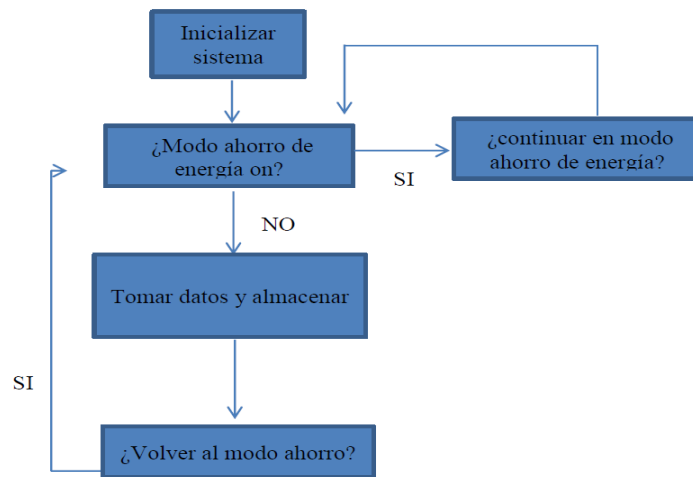 Inicializar
sistema
¿Modo ahorro de
energía on?
SI
¿continuar en modo
ahorro de energía?
NO
Tomar datos y almacenar
SI
¿Volver al modo ahorro?